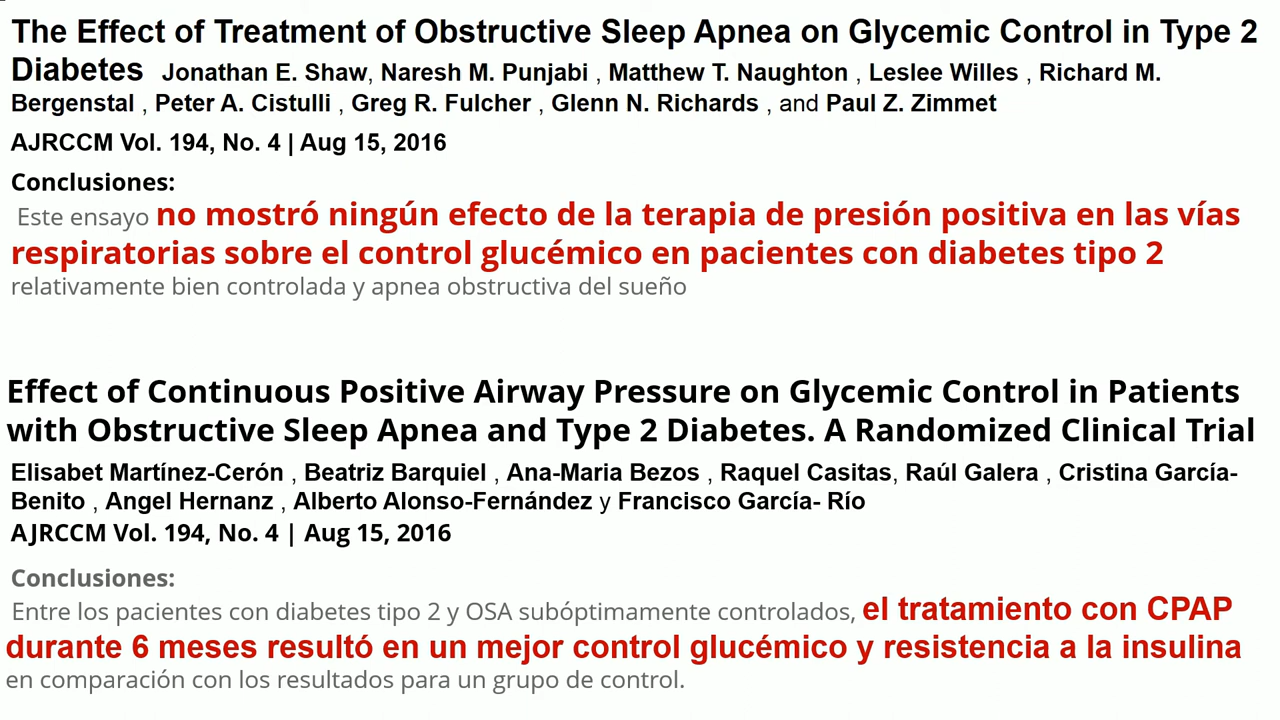 The Effect of Treatment of Obstructive Sleep Apnea on Glycemic Control in Type 2
Diabetes Jonathan E. Shaw, Naresh M. Punjabi , Matthew T. Naughton , Leslee Willes , Richard M.
Bergenstal , Peter A. Cistulli , Greg R. Fulcher , Glenn N. Richards , and Paul Z. Zimmet
AJRCCM Vol. 194, No. 4 | Aug 15, 2016
Conclusiones:
Este ensayo no mostró ningún efecto de la terapia de presión positiva en las vías
respiratorias sobre el control glucémico en pacientes con diabetes tipo 2
relativamente bien controlada y apnea obstructiva del sueño
Effect of Continuous Positive Airway Pressure on Glycemic Control in Patients
with Obstructive Sleep Apnea and Type 2 Diabetes. A Randomized Clinical Trial
Elisabet Martínez-Cerón , Beatriz Barquiel , Ana-Maria Bezos , Raquel Casitas, Raúl Galera , Cristina García-
Benito , Angel Hernanz , Alberto Alonso-Fernández y Francisco García- Río
AJRCCM Vol. 194, No. 4 | Aug 15, 2016
Conclusiones:
Entre los pacientes con diabetes tipo 2 y OSA subóptimamente controlados, el tratamiento con CPAP
durante 6 meses resultó en un mejor control glucémico y resistencia a la insulina
en comparación con los resultados para un grupo de control.